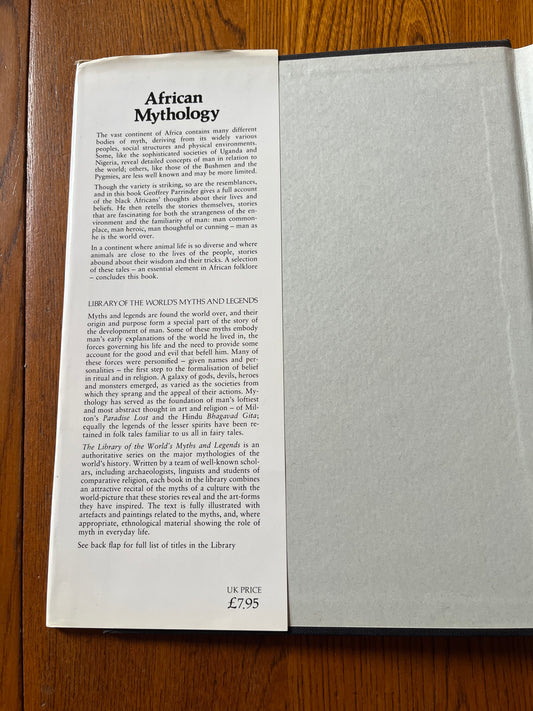 African
Mythology
The vast continent of Africa contains many different
bodies of myth, deriving from its widely various
peoples, social structures and physical environments.
Some, like the sophisticated societies of Uganda and
Nigeria, reveal detailed concepts of man in relation to
the world; others, like those of the Bushmen and the
Pygmies, are less well known and may be more limited.
Though the variety is striking, so are the resemblances,
and in this book Geoffrey Parrinder gives a full account
of the black Africans' thoughts about their lives and
beliefs. He then retells the stories themselves, stories
that are fascinating for both the strangeness of the en-
vironment and the familiarity of man: man common-
place, man heroic, man thoughtful or cunning – man as
he is the world over.
In a continent where animal life is so diverse and where
animals are close to the lives of the people, stories
abound about their wisdom and their tricks. A selection
of these tales – an essential element in African folklore
– concludes this book.
LIBRARY OF THE WORLD'S MYTHS AND LEGENDS
Myths and legends are found the world over, and their
origin and purpose form a special part of the story of
the development of man. Some of these myths embody
man's early explanations of the world he lived in, the
forces governing his life and the need to provide some
account for the good and evil that befell him. Many of
these forces were personified – given names and per-
sonalities – the first step to the formalisation of belief
in ritual and in religion. A galaxy of gods, devils, heroes
and monsters emerged, as varied as the societies from
which they sprang and the appeal of their actions. My-
thology has served as the foundation of man's loftiest
and most abstract thought in art and religion – of Mil-
ton's Paradise Lost and the Hindu Bhagavad Gita;
equally the legends of the lesser spirits have been re-
tained in folk tales familiar to us all in fairy tales.
The Library of the World's Myths and Legends is an
authoritative series on the major mythologies of the
world's history. Written by a team of well-known schol-
ars, including archaeologists, linguists and students of
comparative religion, each book in the library combines
an attractive recital of the myths of a culture with the
world-picture that these stories reveal and the art-forms
they have inspired. The text is fully illustrated with
artefacts and paintings related to the myths, and, where
appropriate, ethnological material showing the role of
myth in everyday life.
See back flap for full list of titles in the Library
UK PRICE
£7.95